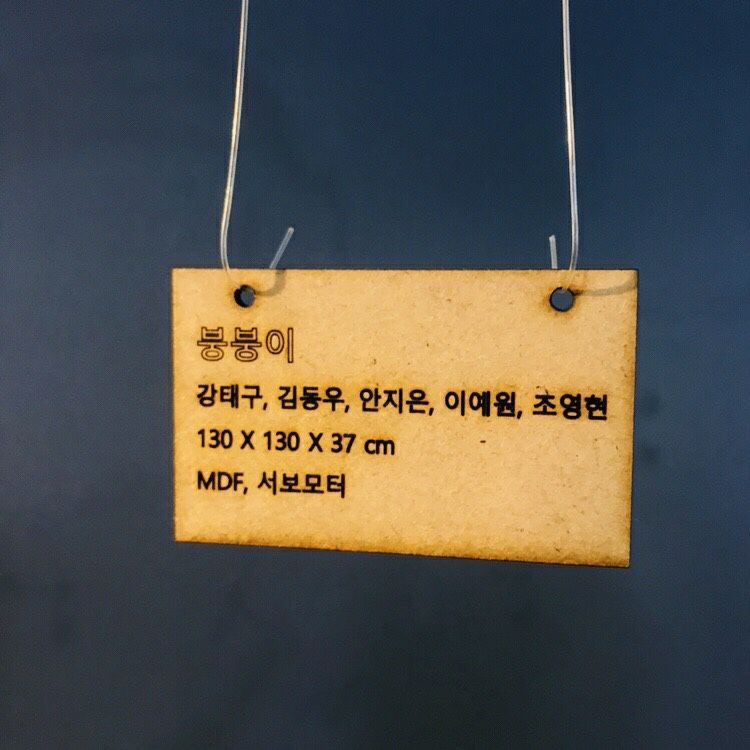 붕붕이
강태구, 김동우, 안지은, 이예원, 조영현
130 X 130 X 37 cm
MDF, 서보모터